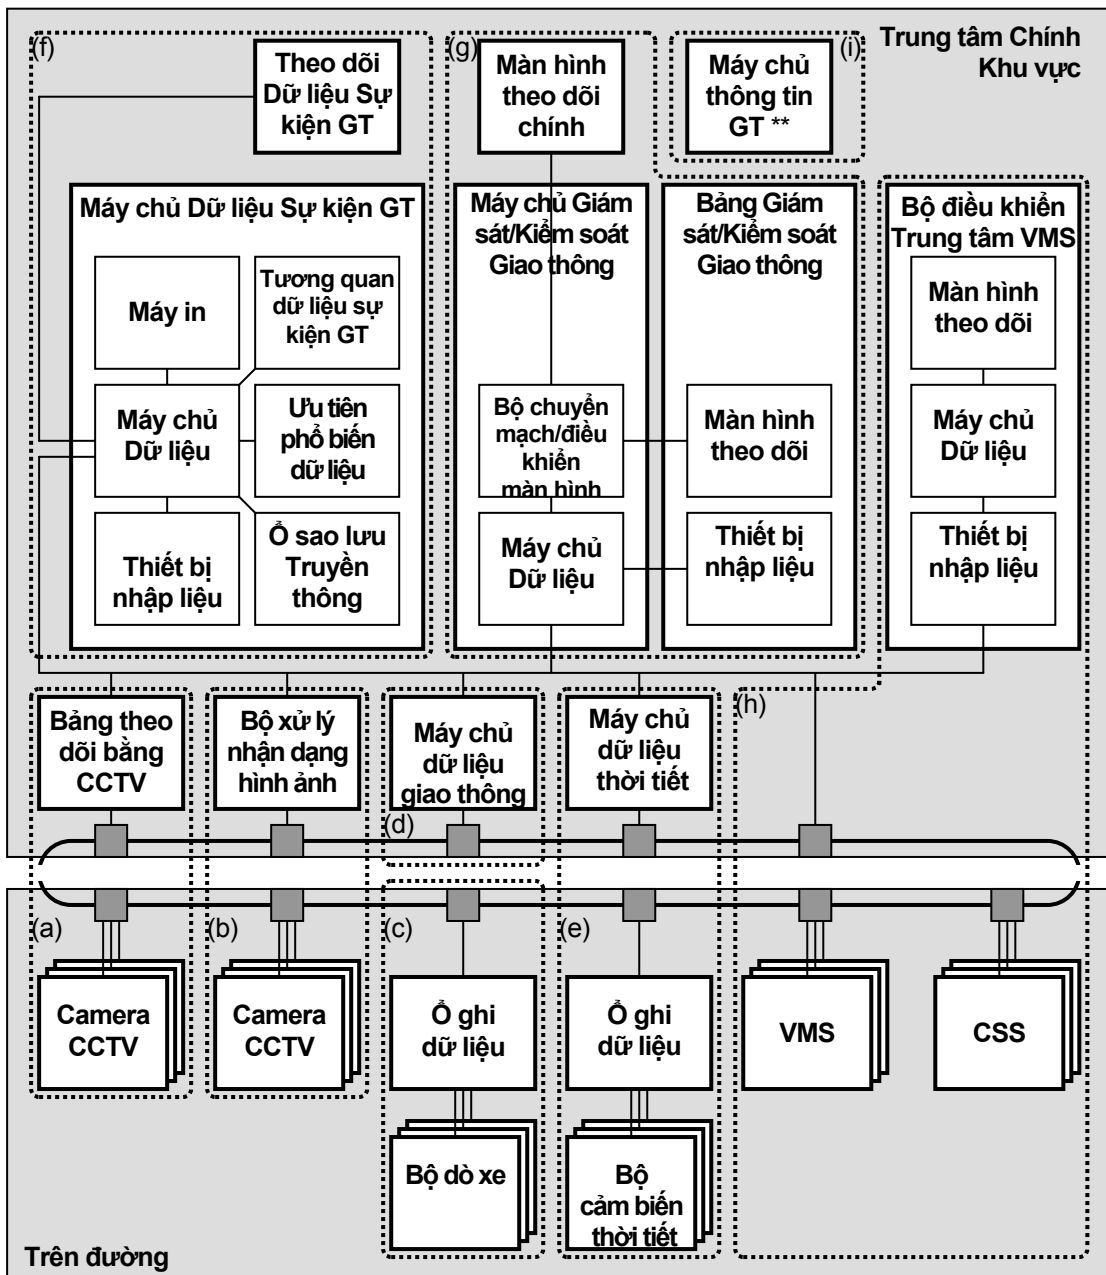 (f)
Theo dõi
Dữ liệu Sự
kiện GT
(g)
Màn hình
theo dõi
chính
Máy chủ
thông tin
GT **
(i)
Trung tâm Chính
Khu vực
Máy chủ Dữ liệu Sự kiện GT
Máy in
Tương quan
dữ liệu sự
kiện GT
Máy chủ
Dữ liệu
Ưu tiên
phổ biến
dữ liệu
Thiết bị
nhập liệu
Ổ sao lưu
Truyền
thông
Máy chủ Giám
sát/Kiểm soát
Giao thông
Bộ chuyển
mạch/điều
khiển
màn hình
Máy chủ
Dữ liệu
Bảng Giám
sát/Kiểm soát
Giao thông
Màn hình
theo dõi
Thiết bị
nhập liệu
Bộ điều khiển
Trung tâm VMS
Màn hình
theo dõi
Máy chủ
Dữ liệu
Thiết bị
nhập liệu
Bảng theo
dõi bằng
CCTV
Bộ xử lý
nhận dạng
hình ảnh
Máy chủ
dữ liệu
giao thông
(d)
Máy chủ
dữ liệu
thời tiết
(h)
(a)
Camera
CCTV
(b)
Camera
CCTV
(c)
Ổ ghi
dữ liệu
Bộ dò xe
(e)
Ổ ghi
dữ liệu
Bộ
cảm biến
thời tiết
VMS
CSS
Trên đường